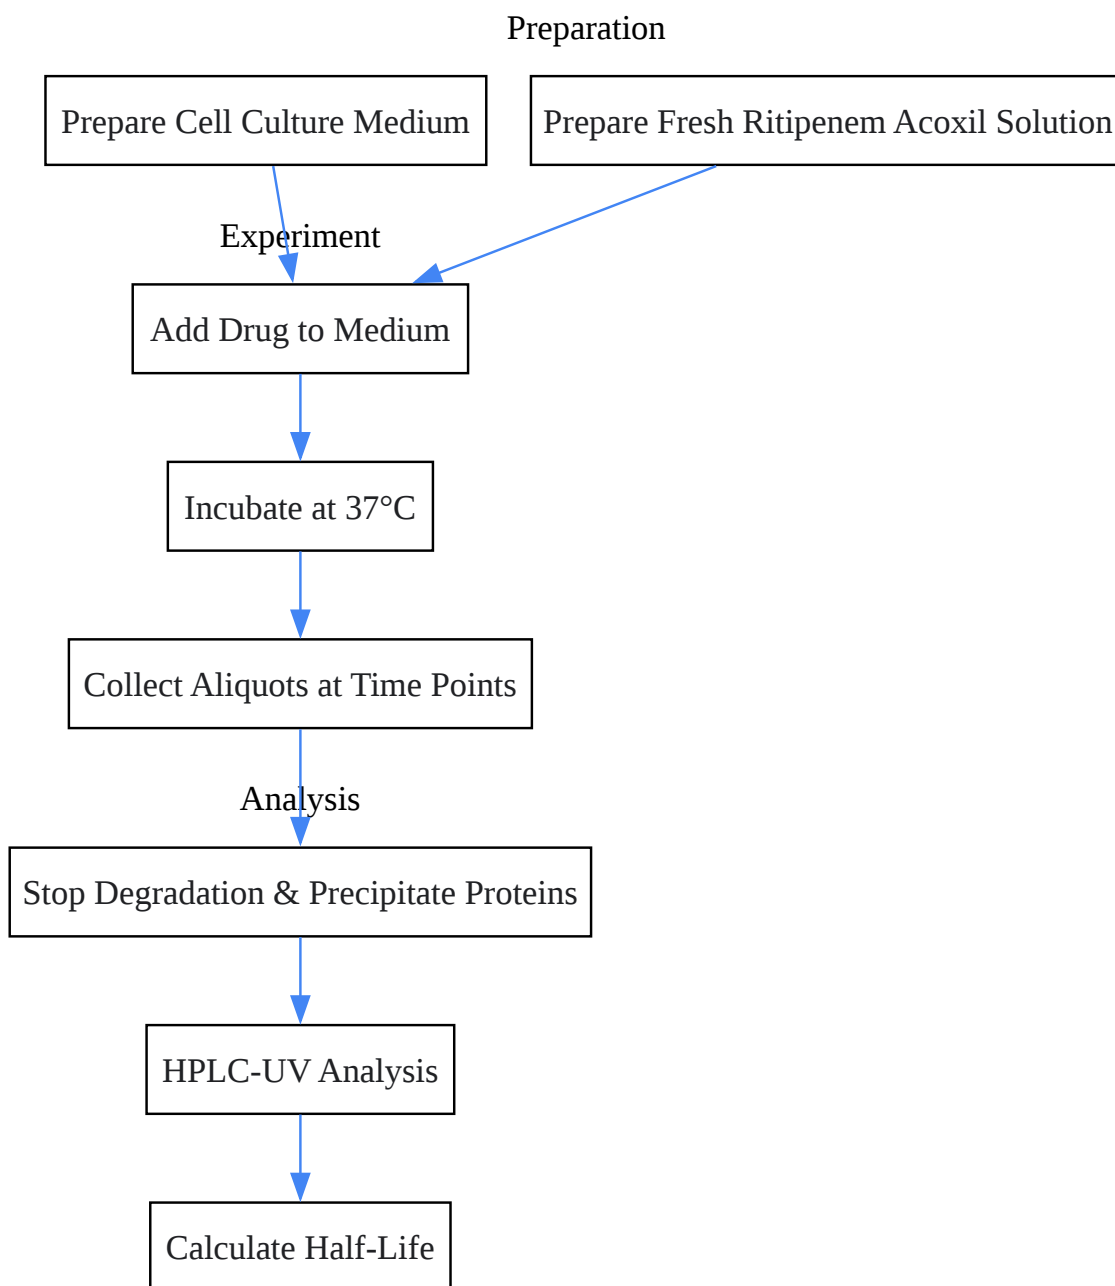 Preparation
Prepare Cell Culture Medium
Prepare Fresh Ritipenem Acoxil Solution
Experiment
Add Drug to Medium
Incubate at 37°C
Collect Aliquots at Time Points
Analysis
Stop Degradation & Precipitate Proteins
HPLC-UV Analysis
Calculate Half-Life